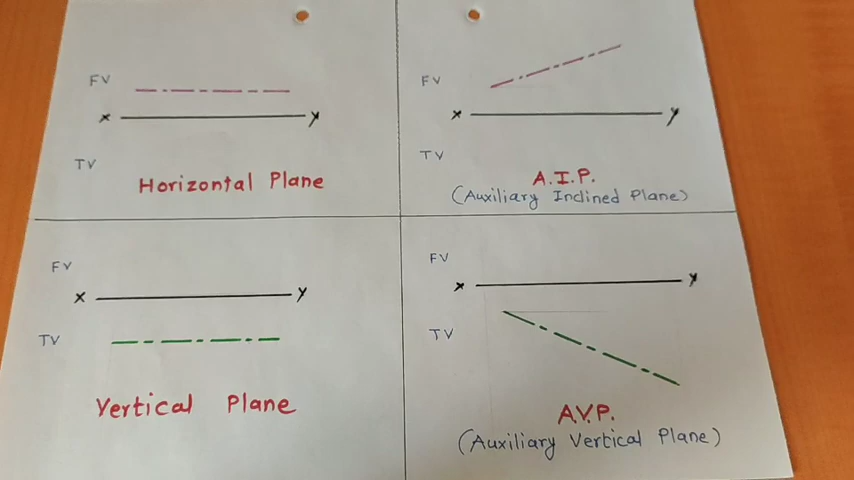 FV
X Y
TV
Horizontal Plane
FV
X Y
TV
A.I.P.
(Auxiliary Inclined Plane)
FV
X Y
TV
Vertical Plane
FV
X Y
TV
A.V.P.
(Auxiliary Vertical Plane)